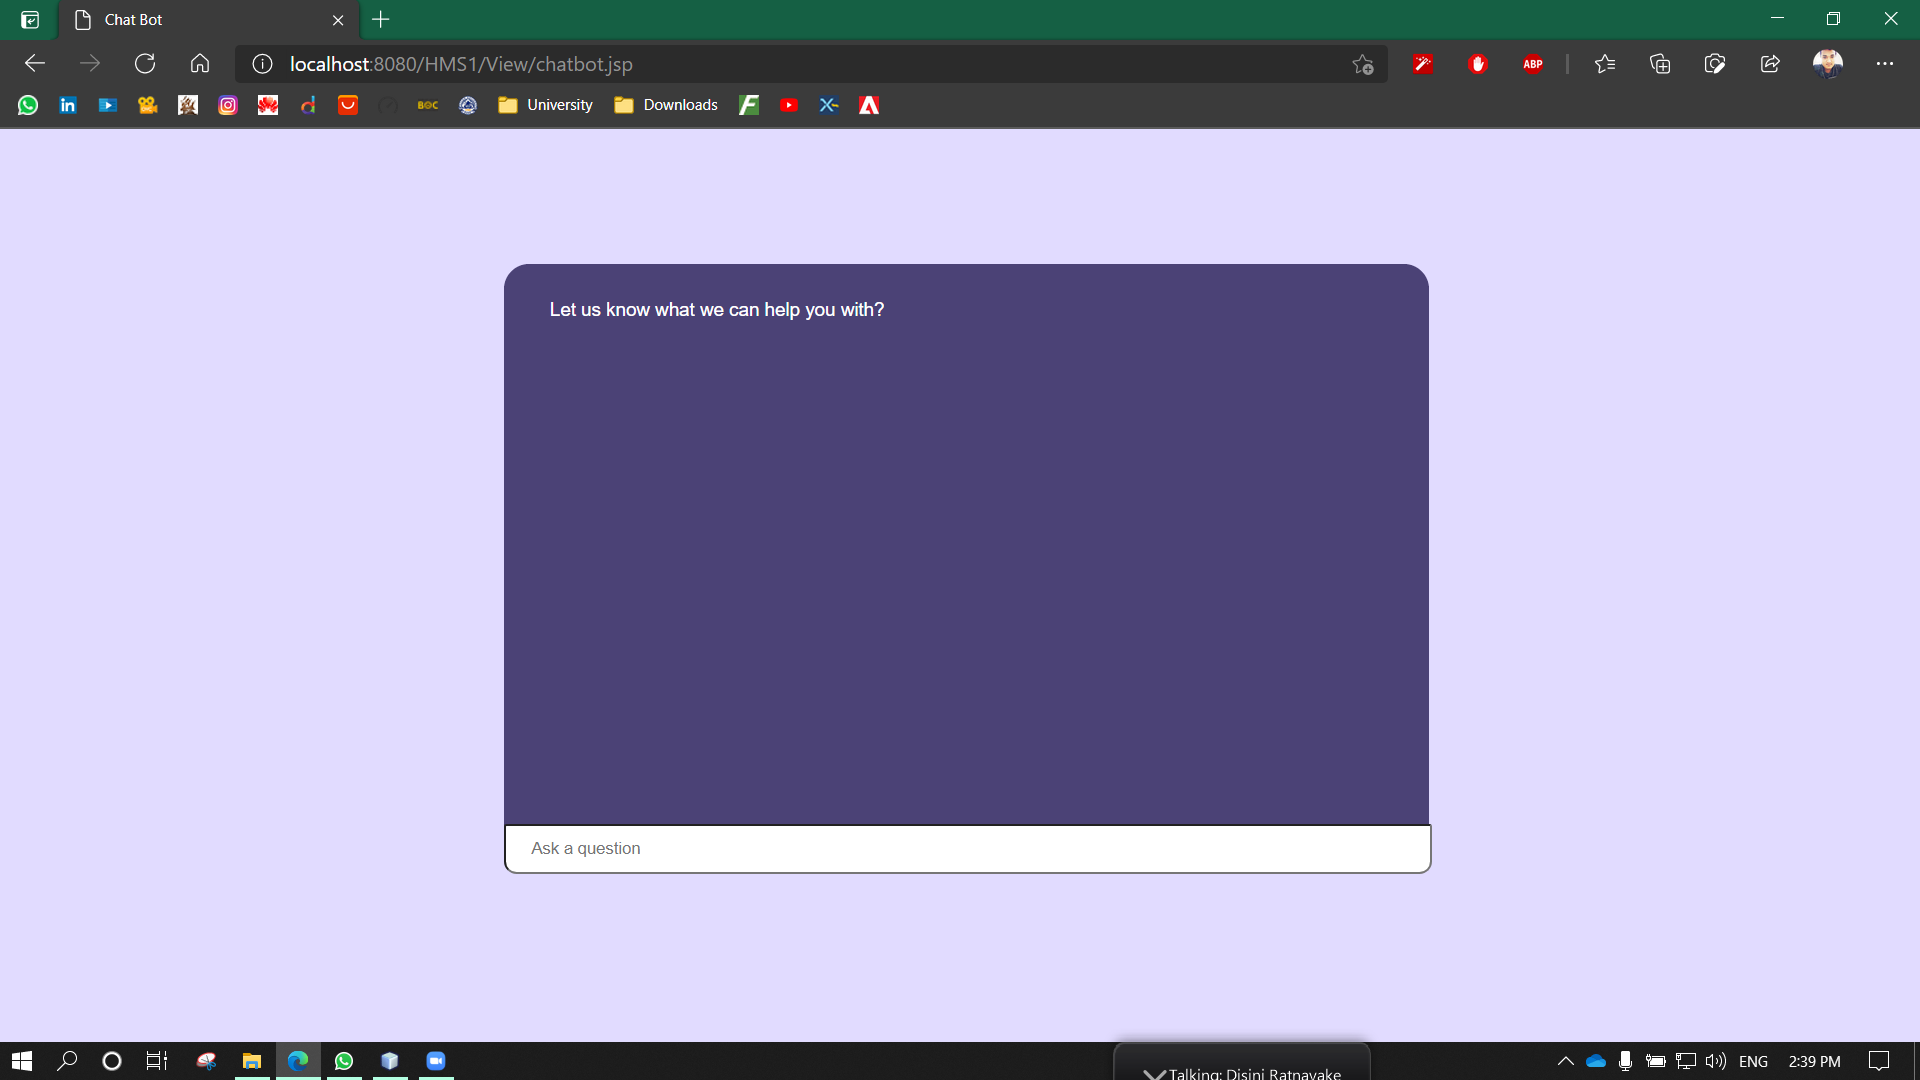 Chat Bot
localhost:8080/HMS1/View/chatbot.jsp
ABP
BOC
University
Downloads
Let us know what we can help you with?
Ask a question
Talking: Disini Ratnayake
ENG
2:39 PM